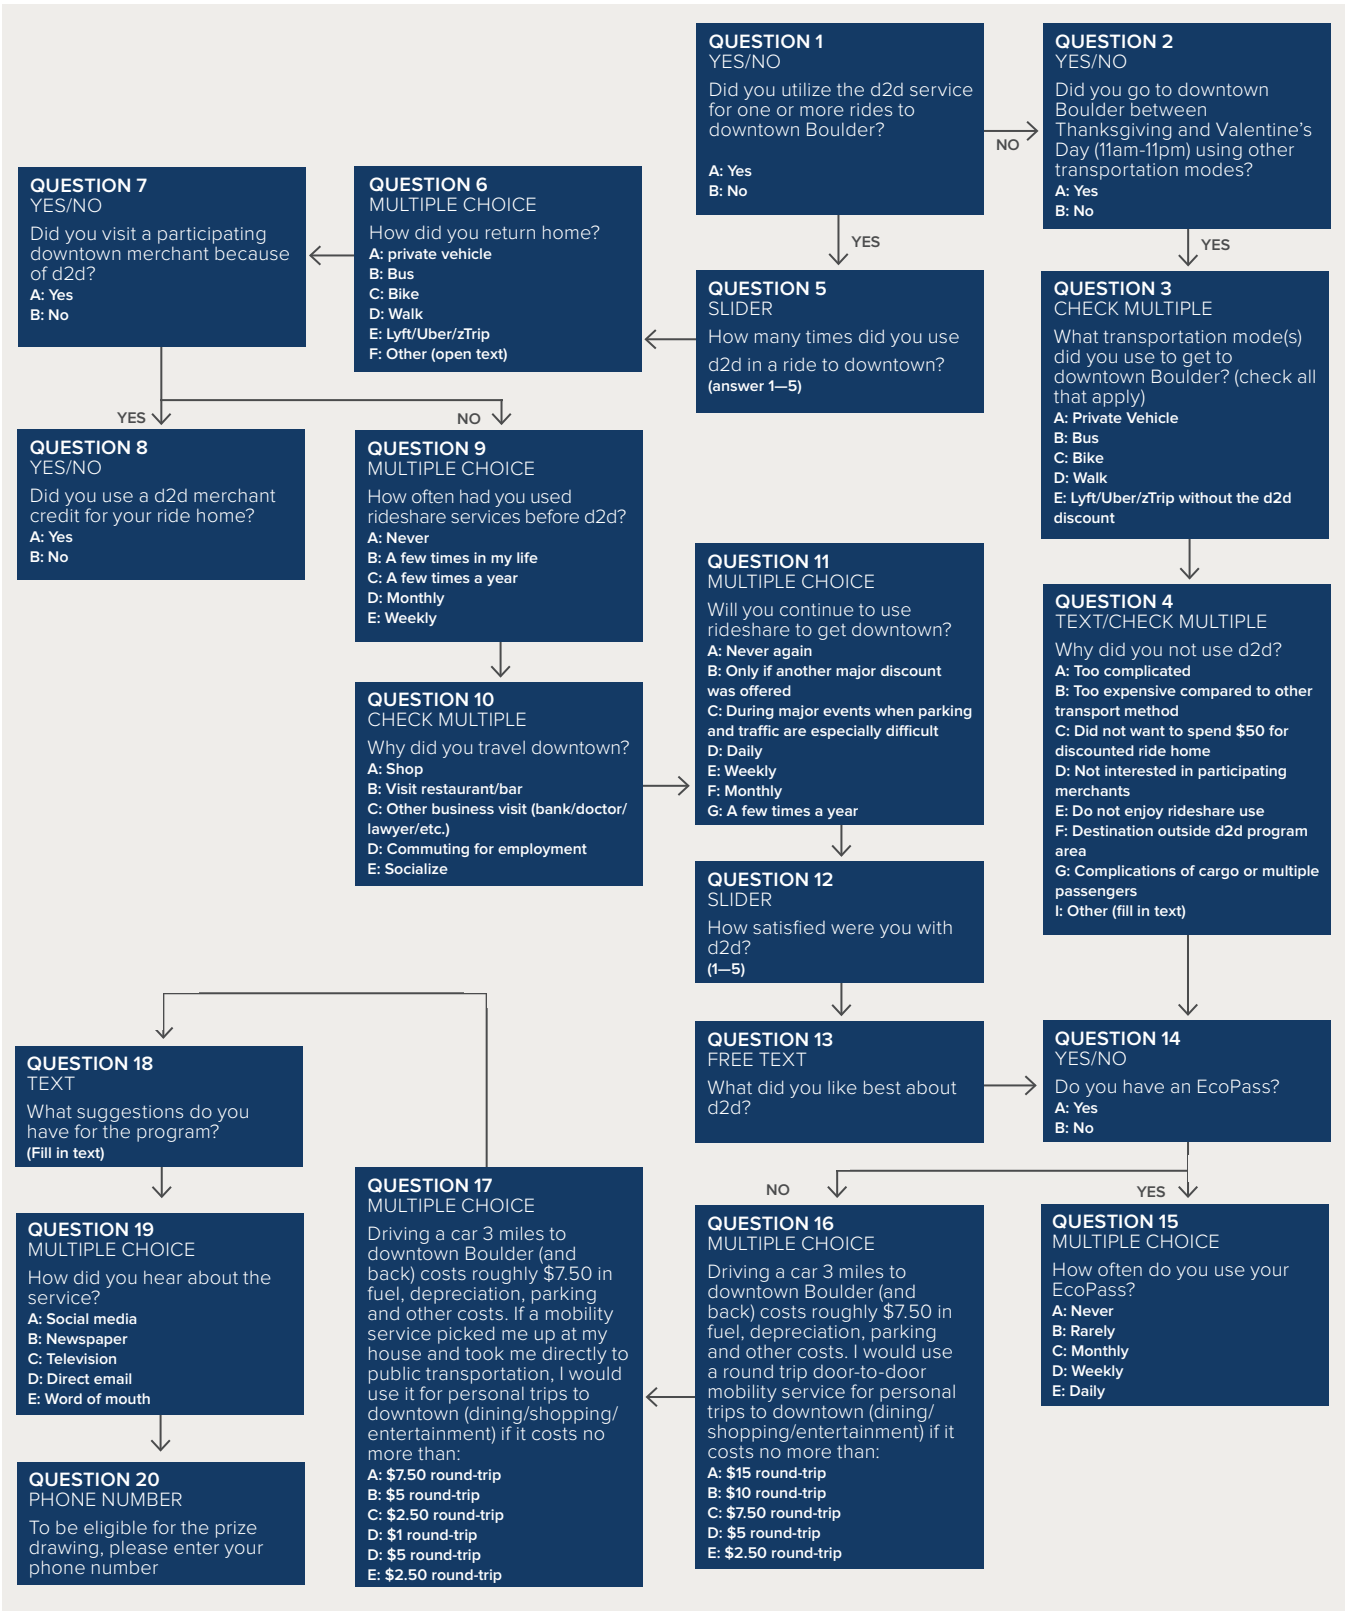 QUESTION 1
YES/NO
Did you utilize the d2d service
for one or more rides to
downtown Boulder?
A: Yes
B: No
NO
YES
QUESTION 2
YES/NO
Did you go to downtown
Boulder between
Thanksgiving and Valentine's
Day (11am-11pm) using other
transportation modes?
A: Yes
B: No
YES
QUESTION 3
CHECK MULTIPLE
What transportation mode(s)
did you use to get to
downtown Boulder? (check all
that apply)
A: Private Vehicle
B: Bus
C: Bike
D: Walk
E: Lyft/Uber/zTrip without the d2d
discount
QUESTION 4
TEXT/CHECK MULTIPLE
Why did you not use d2d?
A: Too complicated
B: Too expensive compared to other
transport method
C: Did not want to spend $50 for
discounted ride home
D: Not interested in participating
merchants
E: Do not enjoy rideshare use
F: Destination outside d2d program
area
G: Complications of cargo or multiple
passengers
I: Other (fill in text)
QUESTION 5
SLIDER
How many times did you use
d2d in a ride to downtown?
(answer 1—5)
QUESTION 6
MULTIPLE CHOICE
How did you return home?
A: private vehicle
B: Bus
C: Bike
D: Walk
E: Lyft/Uber/zTrip
F: Other (open text)
QUESTION 7
YES/NO
Did you visit a participating
downtown merchant because
of d2d?
A: Yes
B: No
YES
NO
QUESTION 8
YES/NO
Did you use a d2d merchant
credit for your ride home?
A: Yes
B: No
QUESTION 9
MULTIPLE CHOICE
How often had you used
rideshare services before d2d?
A: Never
B: A few times in my life
C: A few times a year
D: Monthly
E: Weekly
QUESTION 10
CHECK MULTIPLE
Why did you travel downtown?
A: Shop
B: Visit restaurant/bar
C: Other business visit (bank/doctor/
lawyer/etc.)
D: Commuting for employment
E: Socialize
QUESTION 11
MULTIPLE CHOICE
Will you continue to use
rideshare to get downtown?
A: Never again
B: Only if another major discount
was offered
C: During major events when parking
and traffic are especially difficult
D: Daily
E: Weekly
F: Monthly
G: A few times a year
QUESTION 12
SLIDER
How satisfied were you with
d2d?
(1—5)
QUESTION 13
FREE TEXT
What did you like best about
d2d?
QUESTION 14
YES/NO
Do you have an EcoPass?
A: Yes
B: No
NO
YES
QUESTION 15
MULTIPLE CHOICE
How often do you use your
EcoPass?
A: Never
B: Rarely
C: Monthly
D: Weekly
E: Daily
QUESTION 16
MULTIPLE CHOICE
Driving a car 3 miles to
downtown Boulder (and
back) costs roughly $7.50 in
fuel, depreciation, parking
and other costs. I would use
a round trip door-to-door
mobility service for personal
trips to downtown (dining/
shopping/entertainment) if it
costs no more than:
A: $15 round-trip
B: $10 round-trip
C: $7.50 round-trip
D: $5 round-trip
E: $2.50 round-trip
QUESTION 17
MULTIPLE CHOICE
Driving a car 3 miles to
downtown Boulder (and
back) costs roughly $7.50 in
fuel, depreciation, parking
and other costs. If a mobility
service picked me up at my
house and took me directly to
public transportation, I would
use it for personal trips to
downtown (dining/shopping/
entertainment) if it costs no
more than:
A: $7.50 round-trip
B: $5 round-trip
C: $2.50 round-trip
D: $1 round-trip
D: $5 round-trip
E: $2.50 round-trip
QUESTION 18
TEXT
What suggestions do you
have for the program?
(Fill in text)
QUESTION 19
MULTIPLE CHOICE
How did you hear about the
service?
A: Social media
B: Newspaper
C: Television
D: Direct email
E: Word of mouth
QUESTION 20
PHONE NUMBER
To be eligible for the prize
drawing, please enter your
phone number